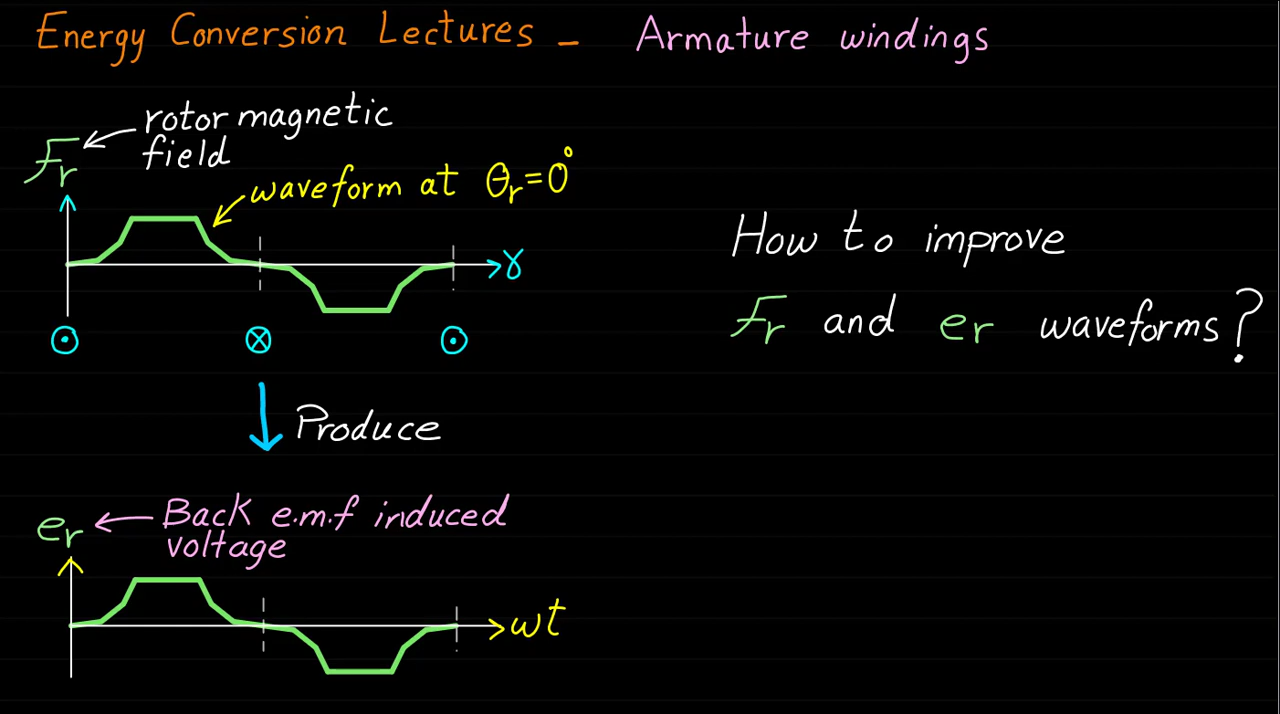 Energy Conversion Lectures - Armature windings
rotor magnetic
field
Fr
waveform at θr=0°
γ
How to improve
Fr and er waveforms?
Produce
er
Back e.m.f induced
voltage
ωt